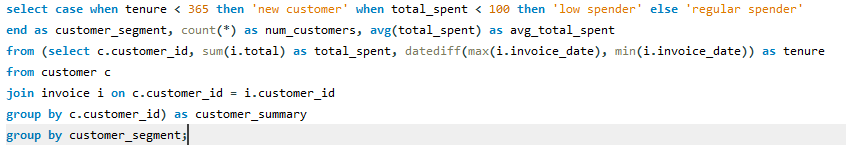 select case when tenure < 365 then 'new customer' when total_spent < 100 then 'low spender' else 'regular spender'
end as customer_segment, count(*) as num_customers, avg(total_spent) as avg_total_spent
from (select c.customer_id, sum(i.total) as total_spent, datediff(max(i.invoice_date), min(i.invoice_date)) as tenure
from customer c
join invoice i on c.customer_id = i.customer_id
group by c.customer_id) as customer_summary
group by customer_segment;